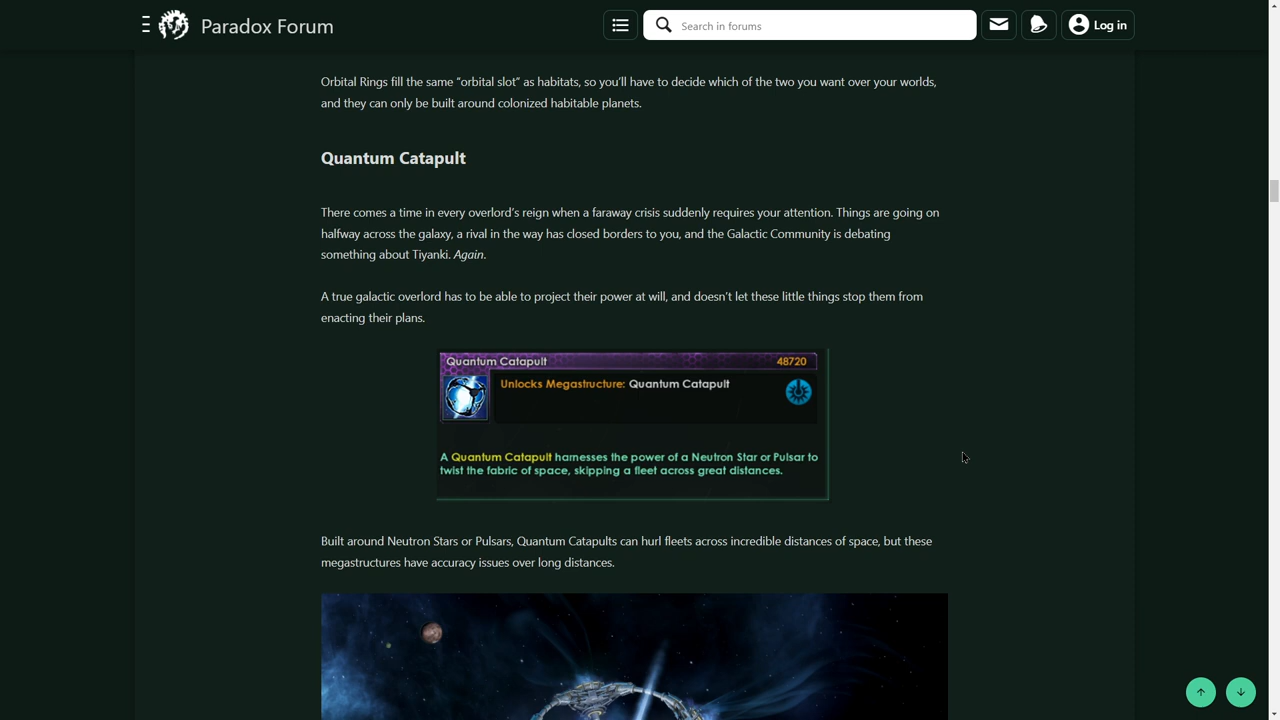 Paradox Forum
Search in forums
Log in
Orbital Rings fill the same “orbital slot” as habitats, so you’ll have to decide which of the two you want over your worlds,
and they can only be built around colonized habitable planets.
Quantum Catapult
There comes a time in every overlord’s reign when a faraway crisis suddenly requires your attention. Things are going on
halfway across the galaxy, a rival in the way has closed borders to you, and the Galactic Community is debating
something about Tiyanki. Again.
A true galactic overlord has to be able to project their power at will, and doesn’t let these little things stop them from
enacting their plans.
Quantum Catapult 48720
Unlocks Megastructure: Quantum Catapult
A Quantum Catapult harnesses the power of a Neutron Star or Pulsar to
twist the fabric of space, skipping a fleet across great distances.
Built around Neutron Stars or Pulsars, Quantum Catapults can hurl fleets across incredible distances of space, but these
megastructures have accuracy issues over long distances.